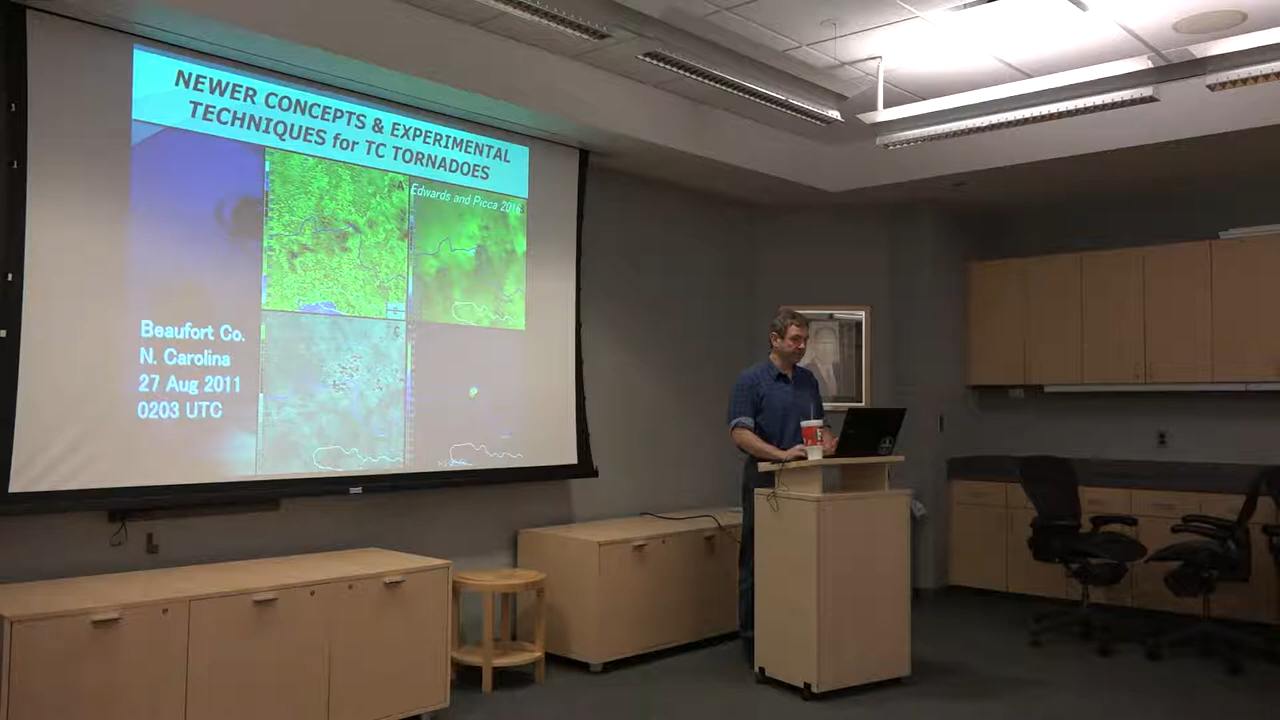 NEWER CONCEPTS & EXPERIMENTAL
TECHNIQUES for TC TORNADOES
A
Edwards and Picca 2016
Beaufort Co.
N. Carolina
27 Aug 2011
0203 UTC
C